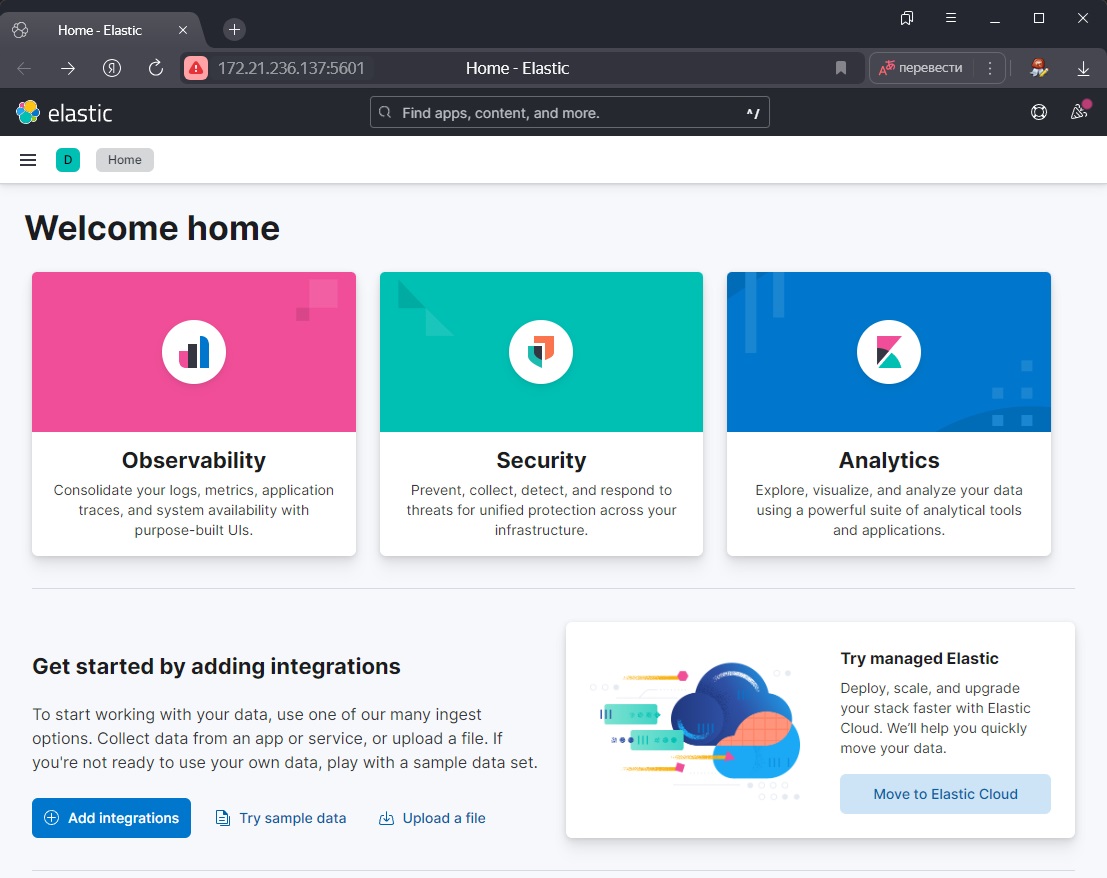 Home - Elastic
172.21.236.137:5601
Home - Elastic
перевести
elastic
Find apps, content, and more.
^/
D
Home
Welcome home
Observability
Consolidate your logs, metrics, application
traces, and system availability with
purpose-built UIs.
Security
Prevent, collect, detect, and respond to
threats for unified protection across your
infrastructure.
Analytics
Explore, visualize, and analyze your data
using a powerful suite of analytical tools
and applications.
Get started by adding integrations
To start working with your data, use one of our many ingest
options. Collect data from an app or service, or upload a file. If
you're not ready to use your own data, play with a sample data set.
Add integrations
Try sample data
Upload a file
Try managed Elastic
Deploy, scale, and upgrade
your stack faster with Elastic
Cloud. We’ll help you quickly
move your data.
Move to Elastic Cloud